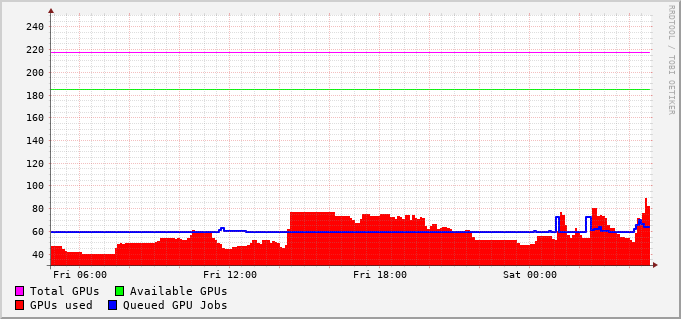 240
220
200
180
160
140
120
100
80
60
40
Fri 06:00 Fri 12:00 Fri 18:00 Sat 00:00
Total GPUs Available GPUs
GPUs used Queued GPU Jobs
RRDTOOL / TOBI OETIKER